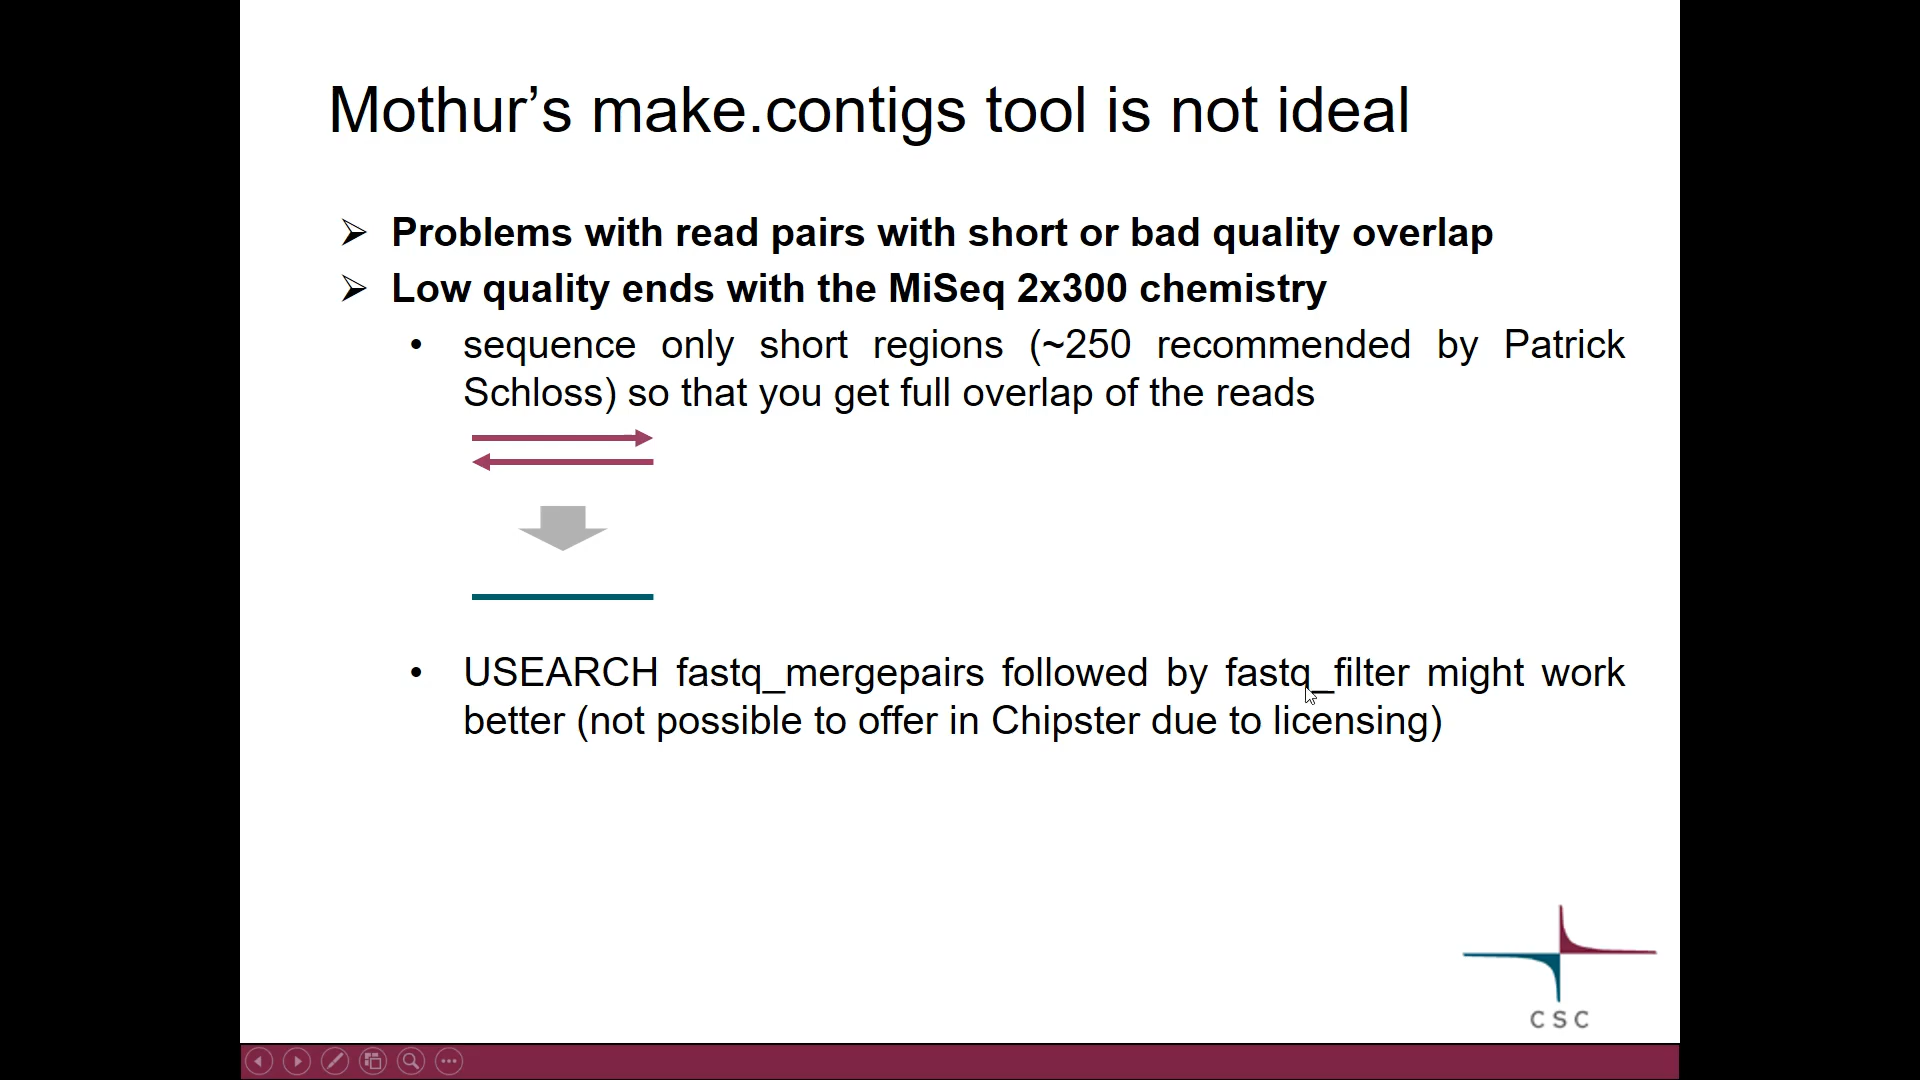 Mothur’s make.contigs tool is not ideal
➢ Problems with read pairs with short or bad quality overlap
➢ Low quality ends with the MiSeq 2x300 chemistry
• sequence only short regions (~250 recommended by Patrick
Schloss) so that you get full overlap of the reads
• USEARCH fastq_mergepairs followed by fastq_filter might work
better (not possible to offer in Chipster due to licensing)
CSC